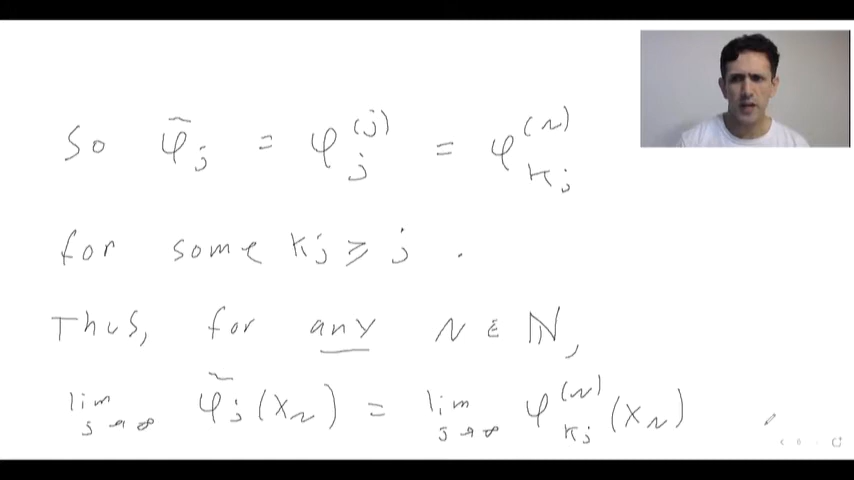 So φ̃_j = φ_j^(j) = φ_{k_j}^(n)
for some k_j ≥ j .
Thus, for any n ∈ ℕ,
lim_{j→∞} φ̃_j(x_n) = lim_{j→∞} φ_{k_j}^(n)(x_n)